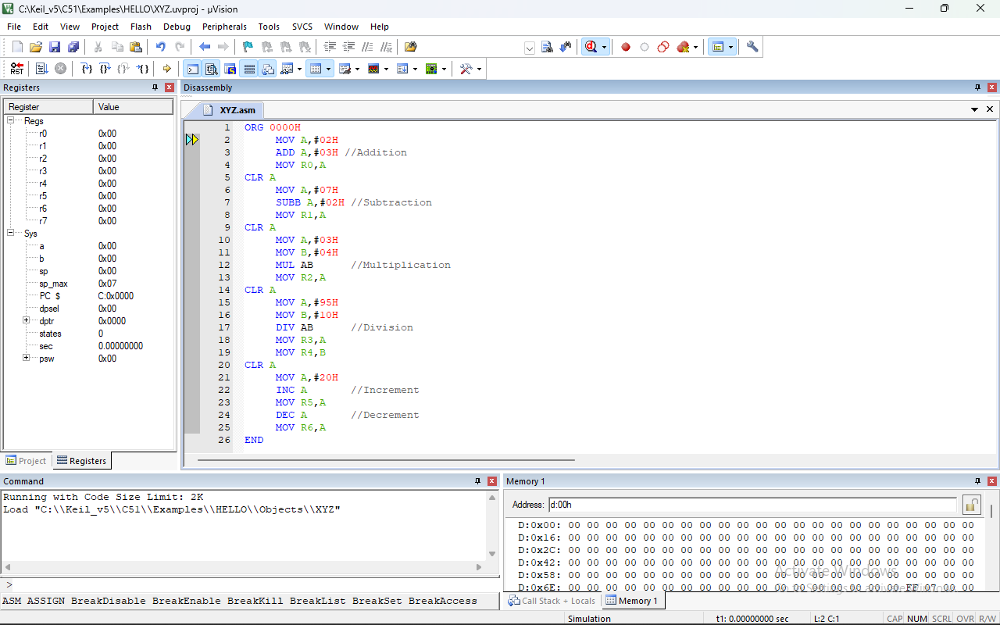 C:\Keil_v5\C51\Examples\HELLO\XYZ.uvproj - µVision
File Edit View Project Flash Debug Peripherals Tools SVCS Window Help
RST
Registers
Disassembly
Register Value
XYZ.asm
Regs
r0 0x00
r1 0x00
r2 0x00
r3 0x00
r4 0x00
r5 0x00
r6 0x00
r7 0x00
Sys
a 0x00
b 0x00
sp 0x00
sp_max 0x07
PC $ C:0x0000
dpsel 0x00
dptr 0x0000
states 0
sec 0.00000000
psw 0x00
Project Registers
1 ORG 0000H
2 MOV A,#02H
3 ADD A,#03H //Addition
4 MOV R0,A
5 CLR A
6 MOV A,#07H
7 SUBB A,#02H //Subtraction
8 MOV R1,A
9 CLR A
10 MOV A,#03H
11 MOV B,#04H
12 MUL AB //Multiplication
13 MOV R2,A
14 CLR A
15 MOV A,#95H
16 MOV B,#10H
17 DIV AB //Division
18 MOV R3,A
19 MOV R4,B
20 CLR A
21 MOV A,#20H
22 INC A //Increment
23 MOV R5,A
24 DEC A //Decrement
25 MOV R6,A
26 END
Command
Running with Code Size Limit: 2K
Load "C:\\Keil_v5\\C51\\Examples\\HELLO\\Objects\\XYZ"
>
ASM ASSIGN BreakDisable BreakEnable BreakKill BreakList BreakSet BreakAccess
Memory 1
Address: d:00h
D:0x00: 00 00 00 00 00 00 00 00 00 00 00 00 00 00 00 00 00 00 00 00 00 00
D:0x16: 00 00 00 00 00 00 00 00 00 00 00 00 00 00 00 00 00 00 00 00 00 00
D:0x2C: 00 00 00 00 00 00 00 00 00 00 00 00 00 00 00 00 00 00 00 00 00 00
D:0x42: 00 00 00 00 00 00 00 00 00 00 00 00 00 00 00 00 00 00 00 00 00 00
D:0x58: 00 00 00 00 00 00 00 00 00 00 00 00 00 00 00 00 00 00 00 00 00 00
D:0x6E: 00 00 00 00 00 00 00 00 00 00 00 00 00 00 00 00 00 00 FF 07 00 00
Activate Windows
Go to Settings to activate Windows.
Call Stack + Locals Memory 1
Simulation t1: 0.00000000 sec L:2 C:1 CAP NUM SCRL OVR R/W